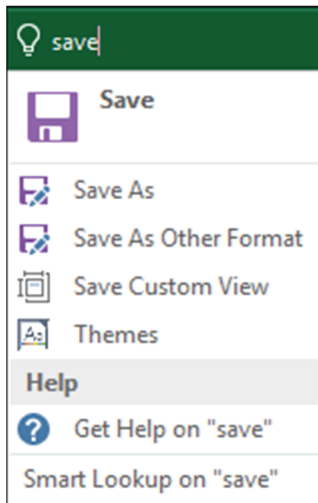 save
Save
Save As
Save As Other Format
Save Custom View
Aa
Themes
Help
? Get Help on "save"
Smart Lookup on "save"